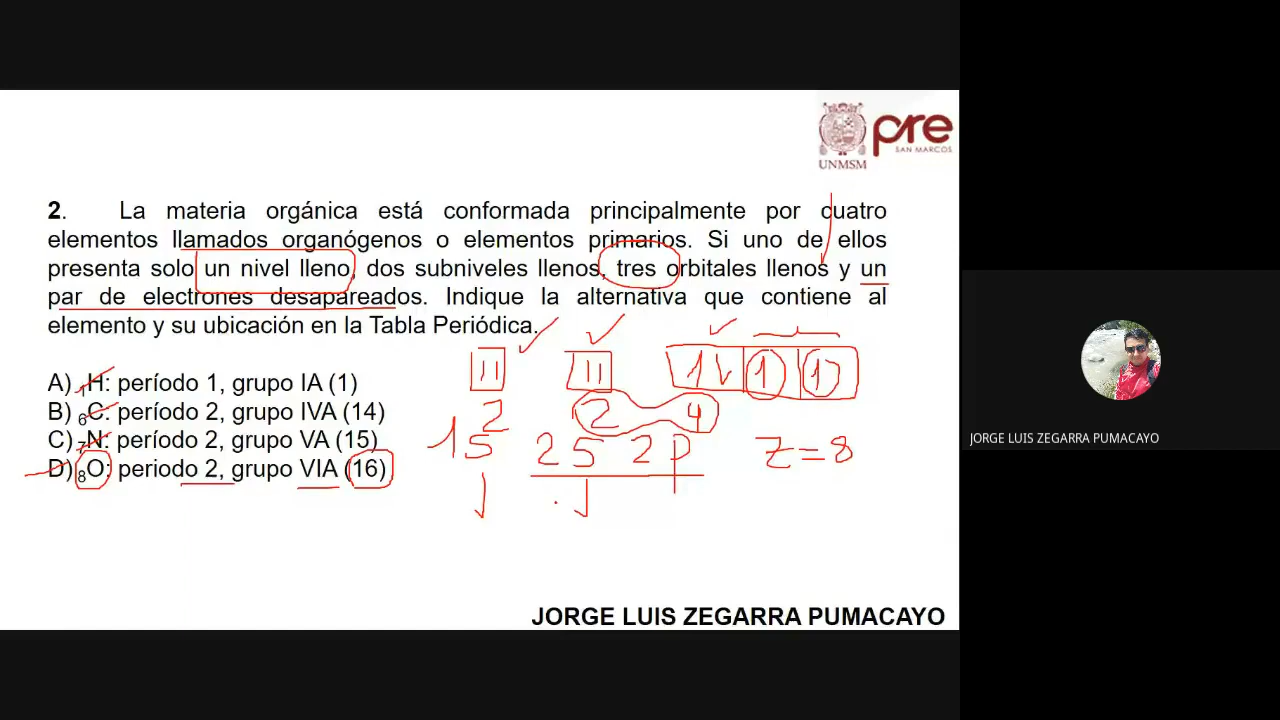 pre
SAN MARCOS
UNMSM
2. La materia orgánica está conformada principalmente por cuatro
elementos llamados organógenos o elementos primarios. Si uno de ellos
presenta solo un nivel lleno, dos subniveles llenos, tres orbitales llenos y un
par de electrones desapareados. Indique la alternativa que contiene al
elemento y su ubicación en la Tabla Periódica.
A) ₁H: período 1, grupo IA (1)
B) ₆C: período 2, grupo IVA (14)
C) ₇N: período 2, grupo VA (15)
D) ₈O: periodo 2, grupo VIA (16)
1s² 2s² 2p⁴ Z=8
JORGE LUIS ZEGARRA PUMACAYO
JORGE LUIS ZEGARRA PUMACAYO